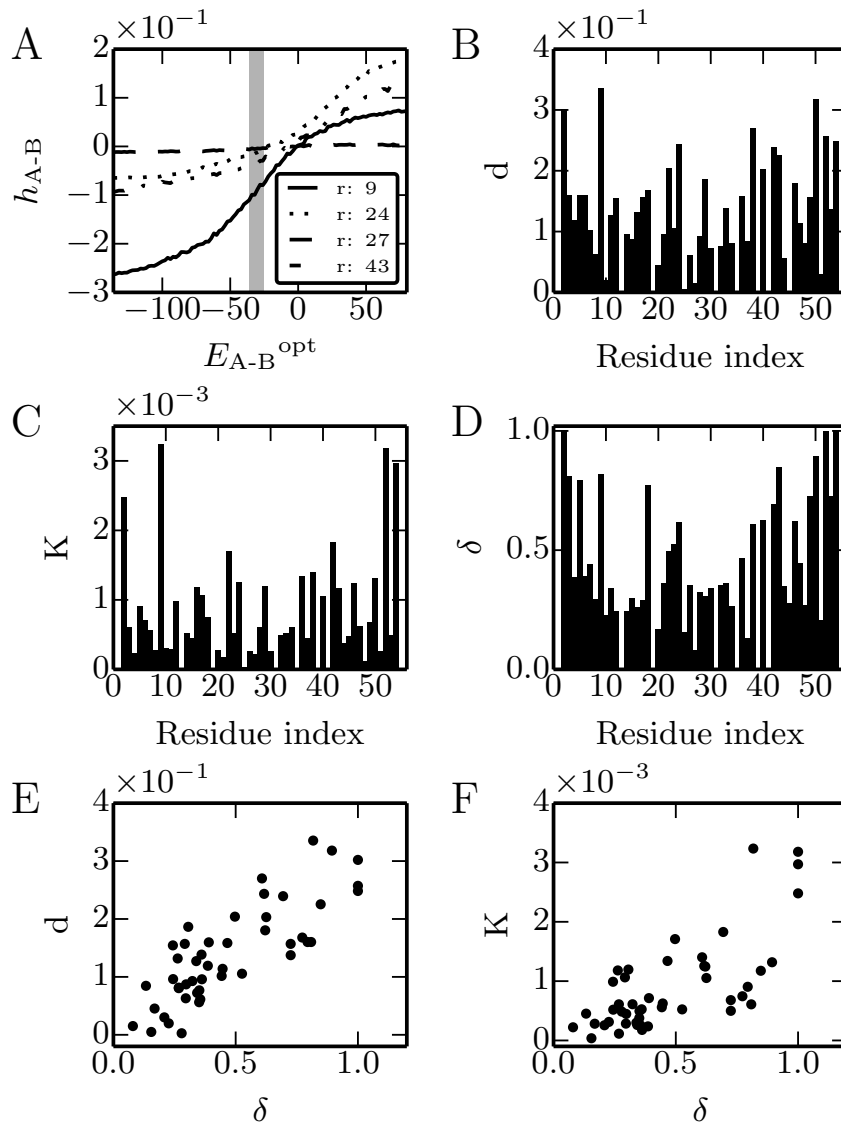 A
×10⁻¹
2
1
0
−1
−2
−3
h_A-B
−100
−50
0
50
E_A-B^opt
r: 9
r: 24
r: 27
r: 43
B
×10⁻¹
4
3
2
1
0
d
0
10
20
30
40
50
Residue index
C
×10⁻³
3
2
1
0
K
0
10
20
30
40
50
Residue index
D
1.0
0.5
0.0
δ
0
10
20
30
40
50
Residue index
E
×10⁻¹
4
3
2
1
0
d
0.0
0.5
1.0
δ
F
×10⁻³
4
3
2
1
0
K
0.0
0.5
1.0
δ